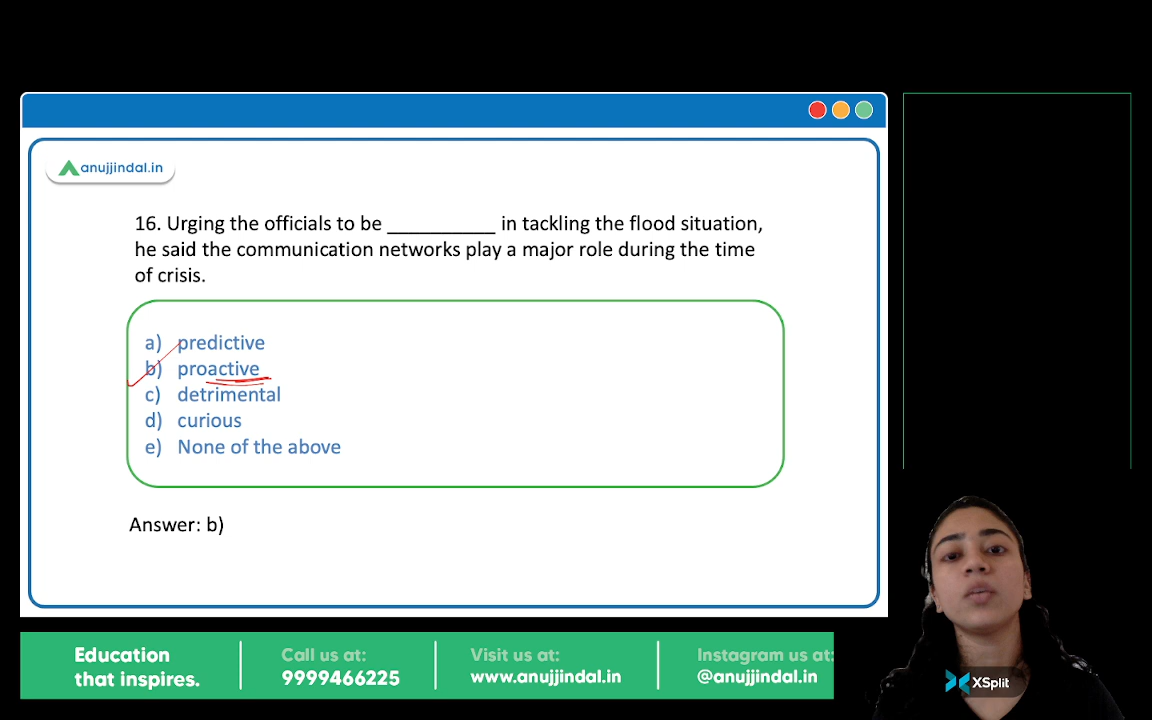 anujjindal.in
16. Urging the officials to be __________ in tackling the flood situation,
he said the communication networks play a major role during the time
of crisis.
a) predictive
b) proactive
c) detrimental
d) curious
e) None of the above
Answer: b)
Education
that inspires.
Call us at:
9999466225
Visit us at:
www.anujjindal.in
Instagram us at:
@anujjindal.in
XSplit